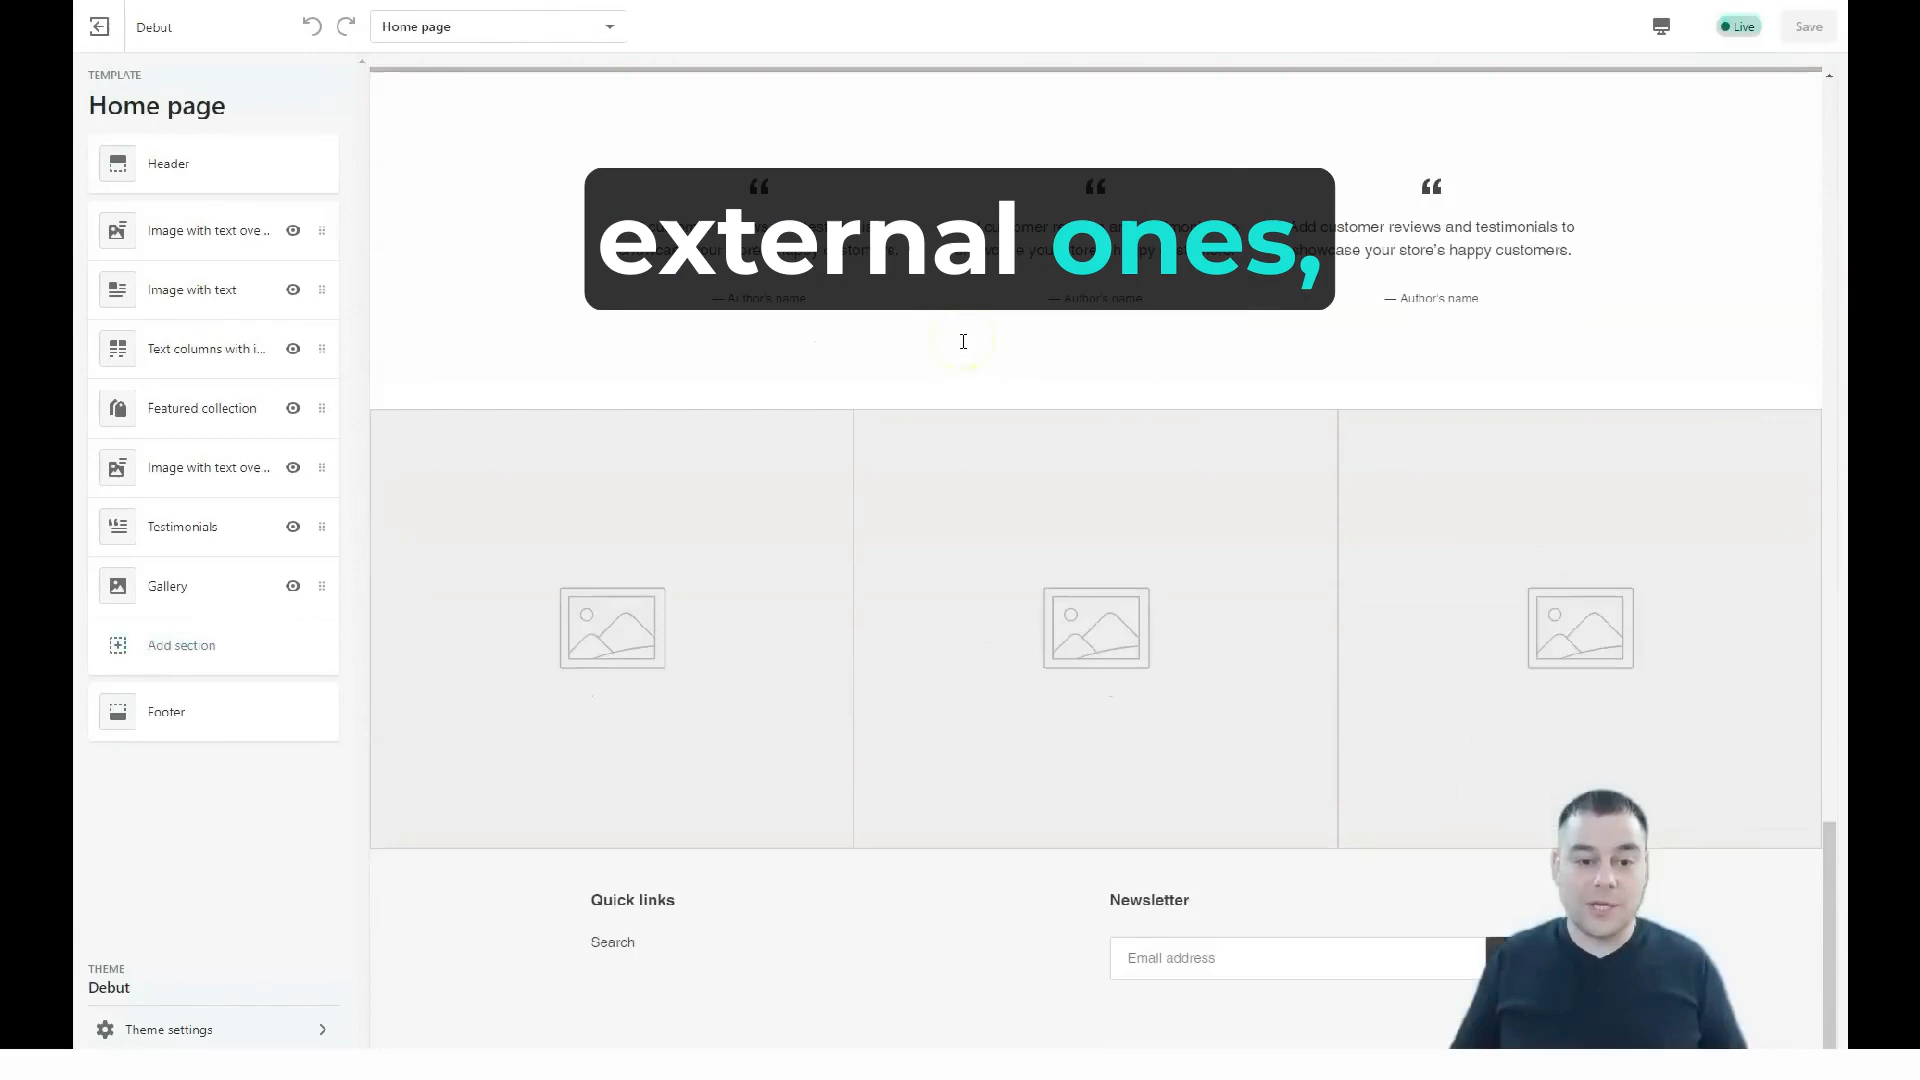 Debut
Home page
Live
Save
TEMPLATE
Home page
Header
Image with text ove...
Image with text
Text columns with i...
Featured collection
Image with text ove...
Testimonials
Gallery
Add section
Footer
THEME
Debut
Theme settings
external ones,
“ “ “
Add customer reviews and testimonials to
showcase your store’s happy customers.
— Author's name
— Author's name
— Author's name
Quick links
Search
Newsletter
Email address